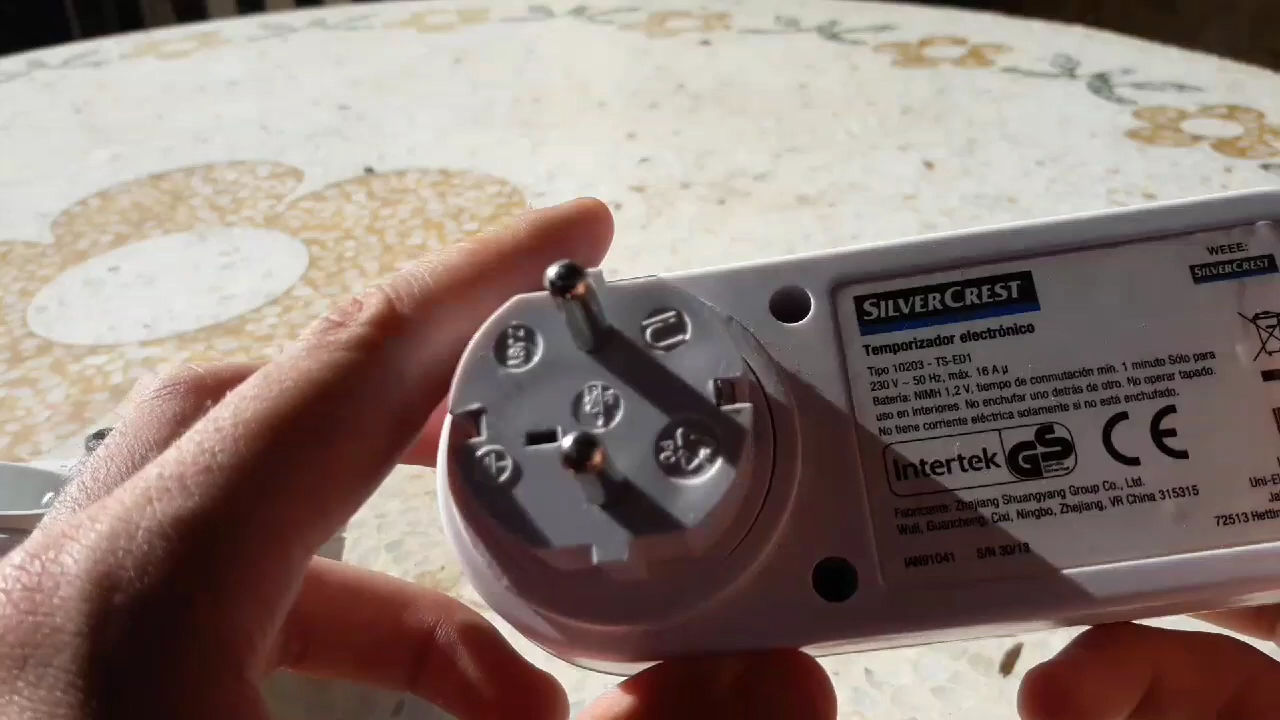 SILVERCREST
Temporizador electrónico
Tipo 10203 - TS-ED1
230 V ~ 50 Hz, máx. 16 A µ
Batería: NIMH 1,2 V, tiempo de conmutación mín. 1 minuto Sólo para
uso en interiores. No enchufar uno detrás de otro. No operar tapado.
No tiene corriente eléctrica solamente si no está enchufado.
Intertek GS CE
Fabricante: Zhejiang Shuangyang Group Co., Ltd.
Wuli, Guancheng, Cixi, Ningbo, Zhejiang, VR China 315315
IAN91041 S/N 30/13
WEEE:
SILVERCREST
Uni-El
72513 Hettin